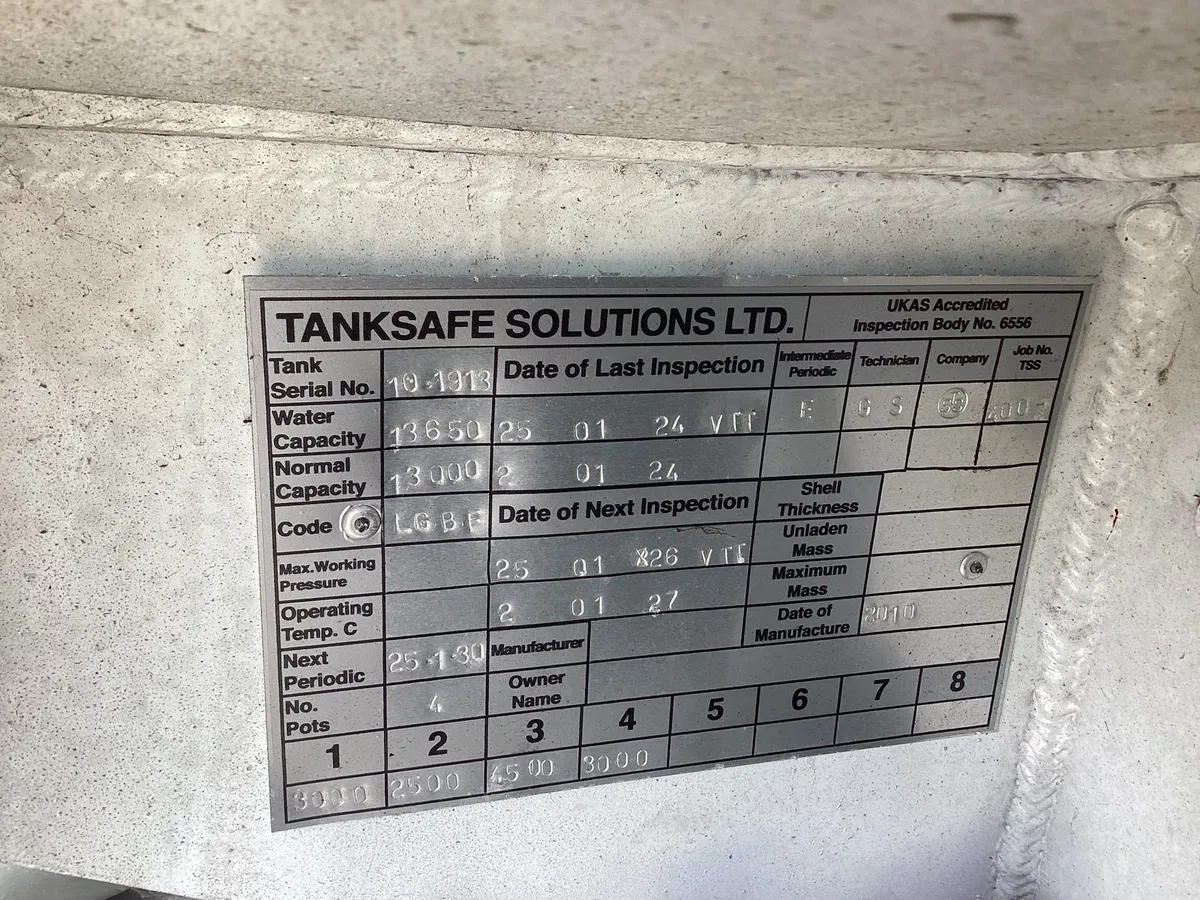 TANKSAFE SOLUTIONS LTD.
UKAS Accredited
Inspection Body No. 6556
Tank
Serial No.
10-1913
Date of Last Inspection
Intermediate
Periodic
Technician
Company
Job No.
TSS
Water
Capacity
13650
25 01 24 VTT
GS
Normal
Capacity
13000
2 01 24
Code
LGBF
Date of Next Inspection
Shell
Thickness
Max.Working
Pressure
25 01 26 VTT
Unladen
Mass
Operating
Temp. C
2 01 27
Maximum
Mass
Date of
Manufacture
2010
Next
Periodic
25-1-30
Manufacturer
No.
Pots
4
Owner
Name
1 2 3 4 5 6 7 8
3000 2500 4500 3000